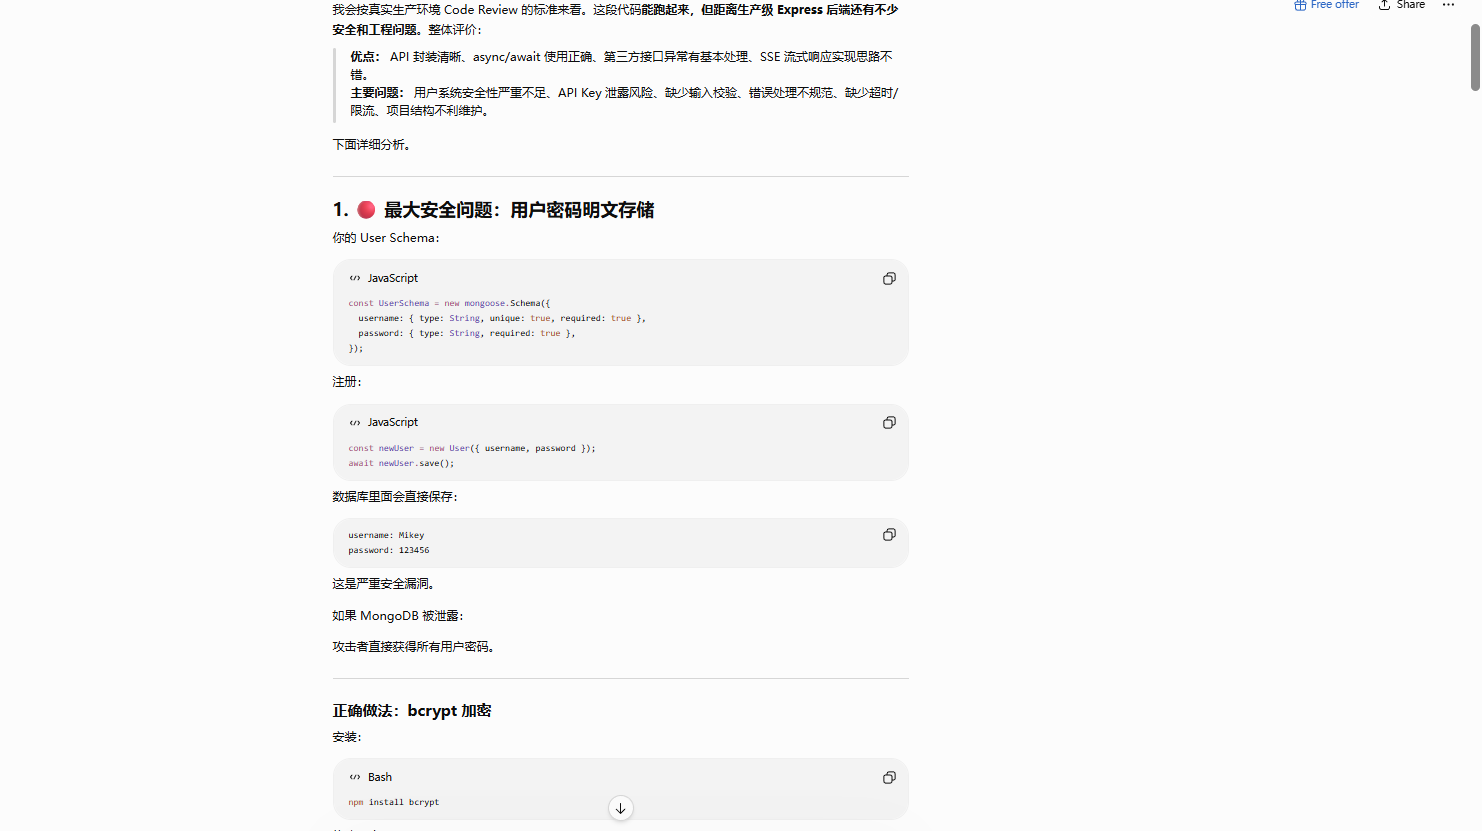 Free offer
Share
我会按真实生产环境 Code Review 的标准来看。这段代码能跑起来，但距离生产级 Express 后端还有不少
安全和工程问题。整体评价：
优点： API 封装清晰、async/await 使用正确、第三方接口异常有基本处理、SSE 流式响应实现思路不
错。
主要问题： 用户系统安全性严重不足、API Key 泄露风险、缺少输入校验、错误处理不规范、缺少超时/
限流、项目结构不利维护。
下面详细分析。
1. 🔴 最大安全问题：用户密码明文存储
你的 User Schema：
JavaScript
const UserSchema = new mongoose.Schema({
  username: { type: String, unique: true, required: true },
  password: { type: String, required: true },
});
注册：
JavaScript
const newUser = new User({ username, password });
await newUser.save();
数据库里面会直接保存：
username: Mikey
password: 123456
这是严重安全漏洞。
如果 MongoDB 被泄露：
攻击者直接获得所有用户密码。
正确做法：bcrypt 加密
安装：
Bash
npm install bcrypt